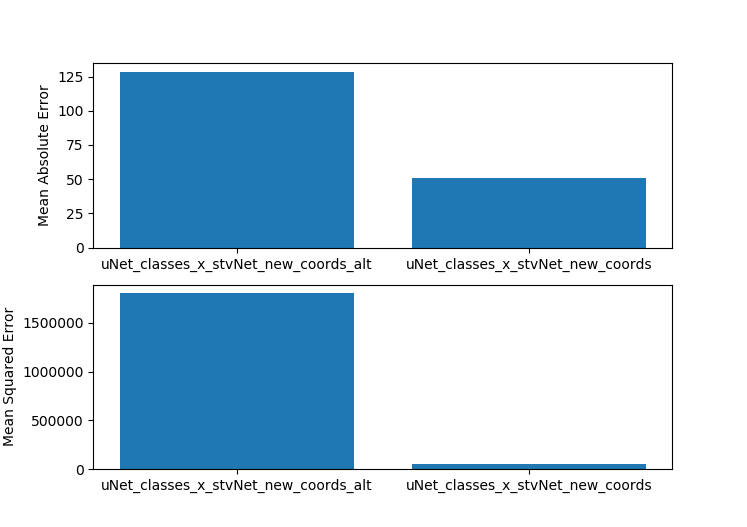 Mean Absolute Error
125
100
75
50
25
0
uNet_classes_x_stvNet_new_coords_alt uNet_classes_x_stvNet_new_coords
Mean Squared Error
1500000
1000000
500000
0
uNet_classes_x_stvNet_new_coords_alt uNet_classes_x_stvNet_new_coords